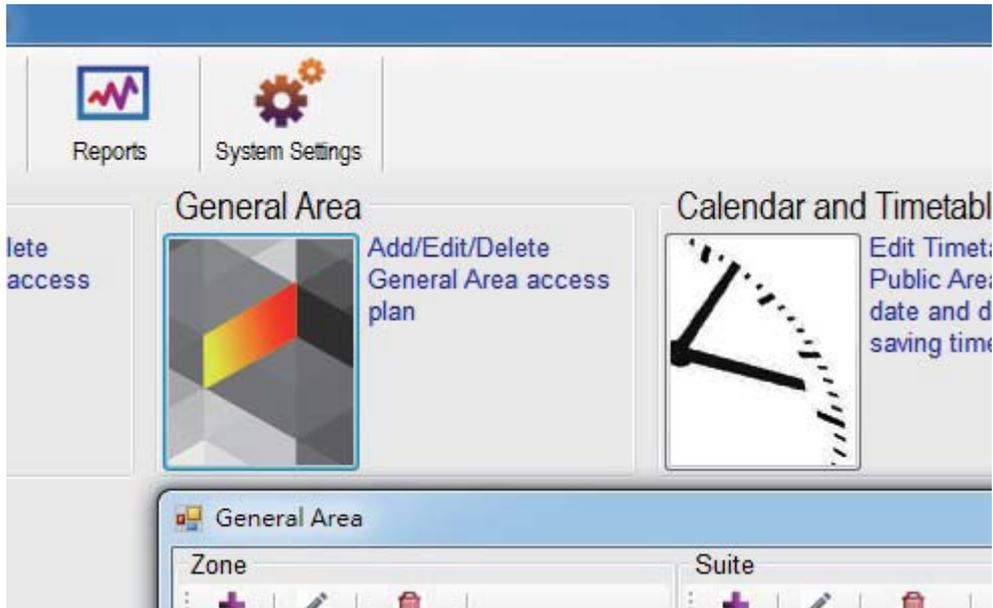 Reports
System Settings
General Area
Calendar and Timetabl
lete
access
Add/Edit/Delete
General Area access
plan
Edit Timeta
Public Area
date and d
saving time
General Area
Zone
Suite